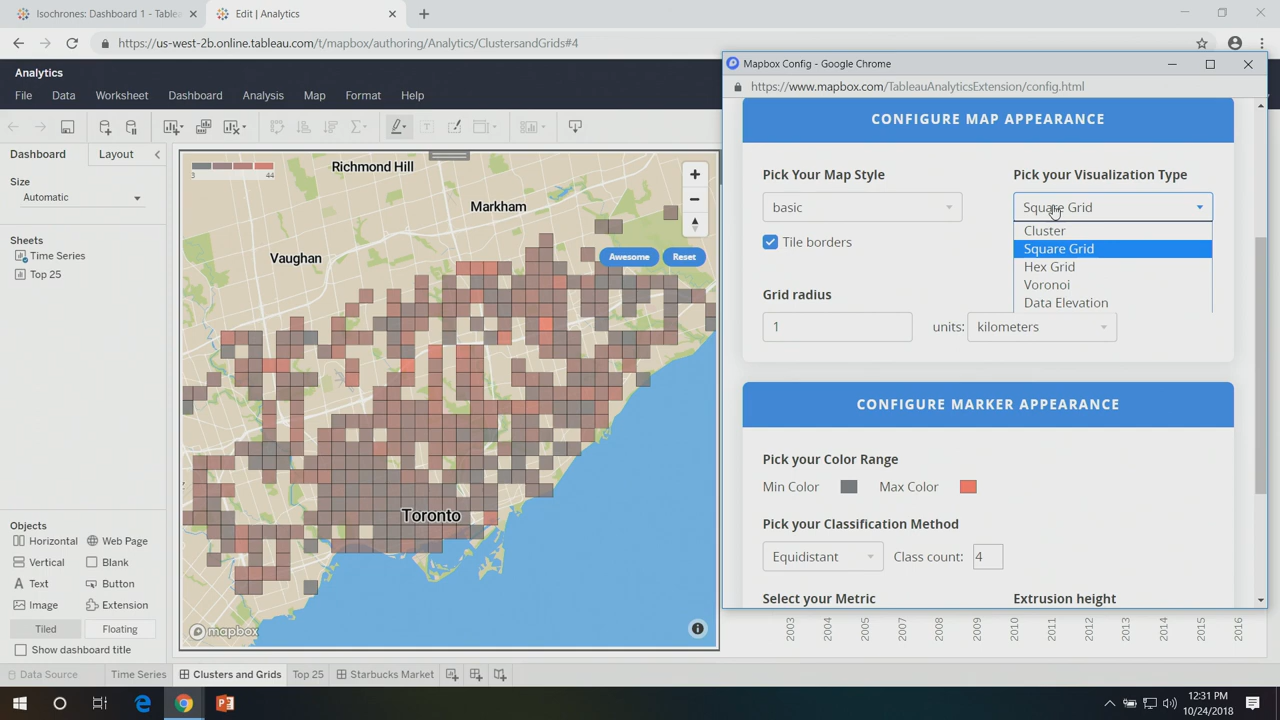 Isochrones: Dashboard 1 - Tablea
Edit | Analytics
https://us-west-2b.online.tableau.com/t/mapbox/authoring/Analytics/ClustersandGrids#4
Analytics
File Data Worksheet Dashboard Analysis Map Format Help
Dashboard Layout
Size
Automatic
Sheets
Time Series
Top 25
Objects
Horizontal Web Page
Vertical Blank
Text Button
Image Extension
Tiled Floating
Show dashboard title
3 44
Richmond Hill
Markham
Vaughan
Awesome Reset
Toronto
mapbox
Mapbox Config - Google Chrome
https://www.mapbox.com/TableauAnalyticsExtension/config.html
CONFIGURE MAP APPEARANCE
Pick Your Map Style Pick your Visualization Type
basic Square Grid
Tile borders
Cluster
Square Grid
Hex Grid
Voronoi
Data Elevation
Grid radius
1 units: kilometers
CONFIGURE MARKER APPEARANCE
Pick your Color Range
Min Color Max Color
Pick your Classification Method
Equidistant Class count: 4
Select your Metric Extrusion height
2003 2004 2005 2006 2007 2008 2009 2010 2011 2012 2013 2014 2015 2016
Data Source Time Series Clusters and Grids Top 25 Starbucks Market
12:31 PM
10/24/2018